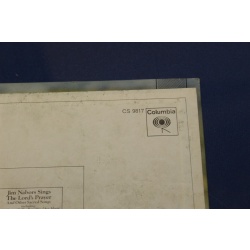 CS 9817
Columbia
Jim Nabors Sings
The Lord's Prayer